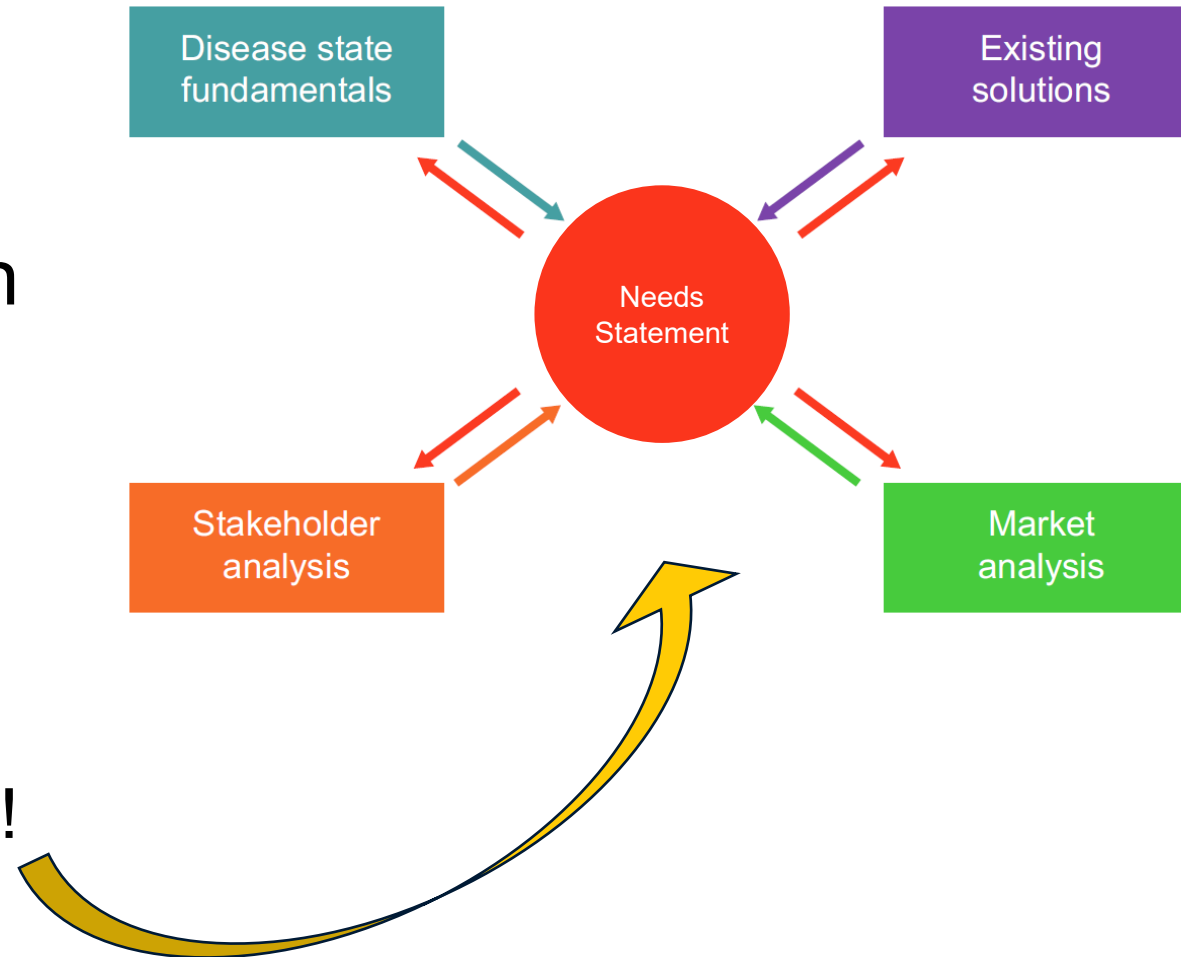 Disease state
fundamentals
Existing
solutions
n
Needs
Statement
Stakeholder
analysis
Market
analysis
!